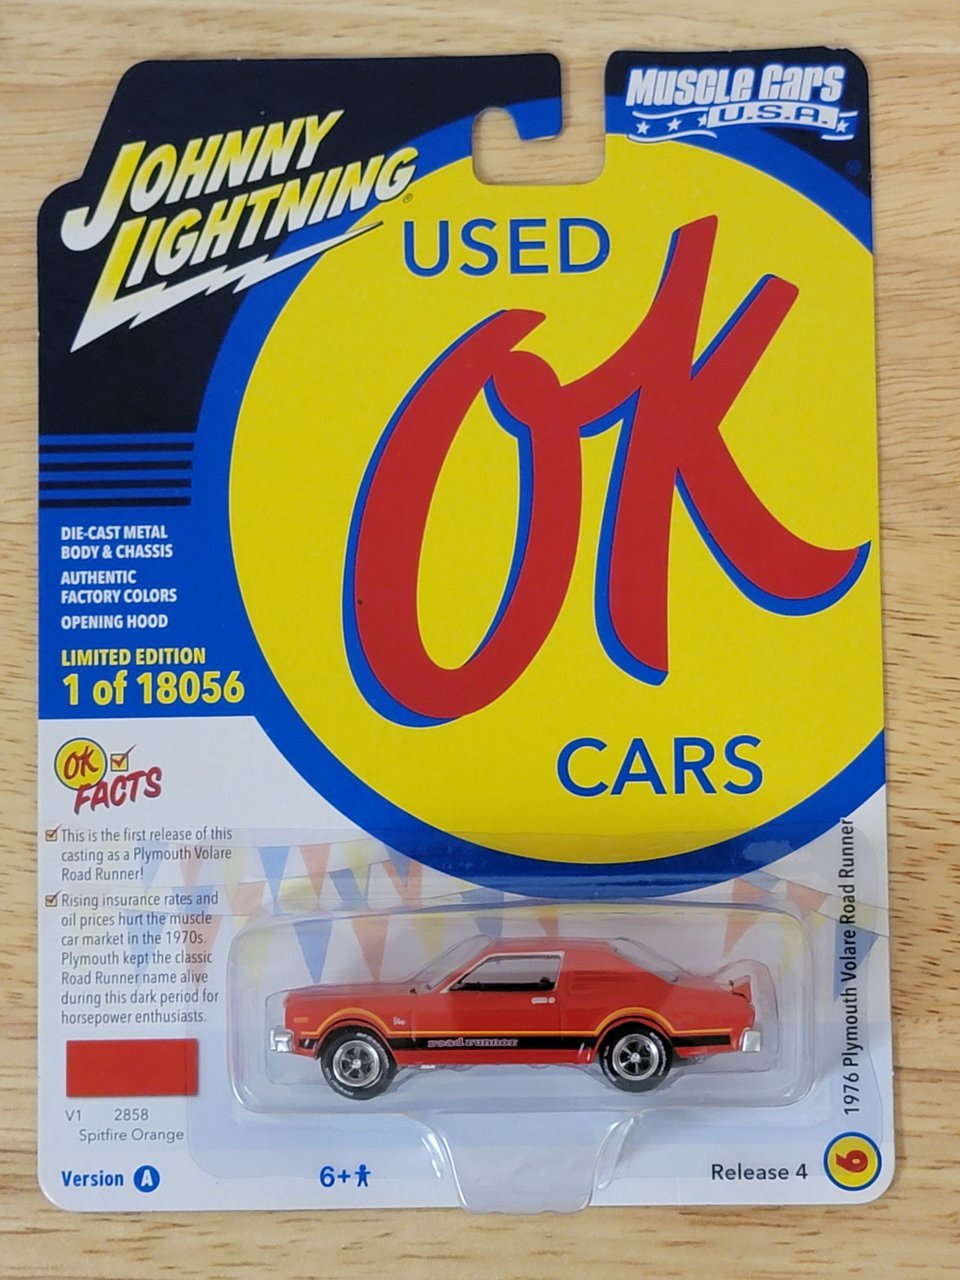 JOHNNY
LIGHTNING®
MUSCLE CARS
U.S.A.
®
USED
OK
CARS
DIE-CAST METAL
BODY & CHASSIS
AUTHENTIC
FACTORY COLORS
OPENING HOOD
LIMITED EDITION
1 of 18056
OK
FACTS
This is the first release of this
casting as a Plymouth Volare
Road Runner!
Rising insurance rates and
oil prices hurt the muscle
car market in the 1970s.
Plymouth kept the classic
Road Runner name alive
during this dark period for
horsepower enthusiasts.
road runner
V1 2858
Spitfire Orange
Version A
6+
Release 4
6
1976 Plymouth Volare Road Runner